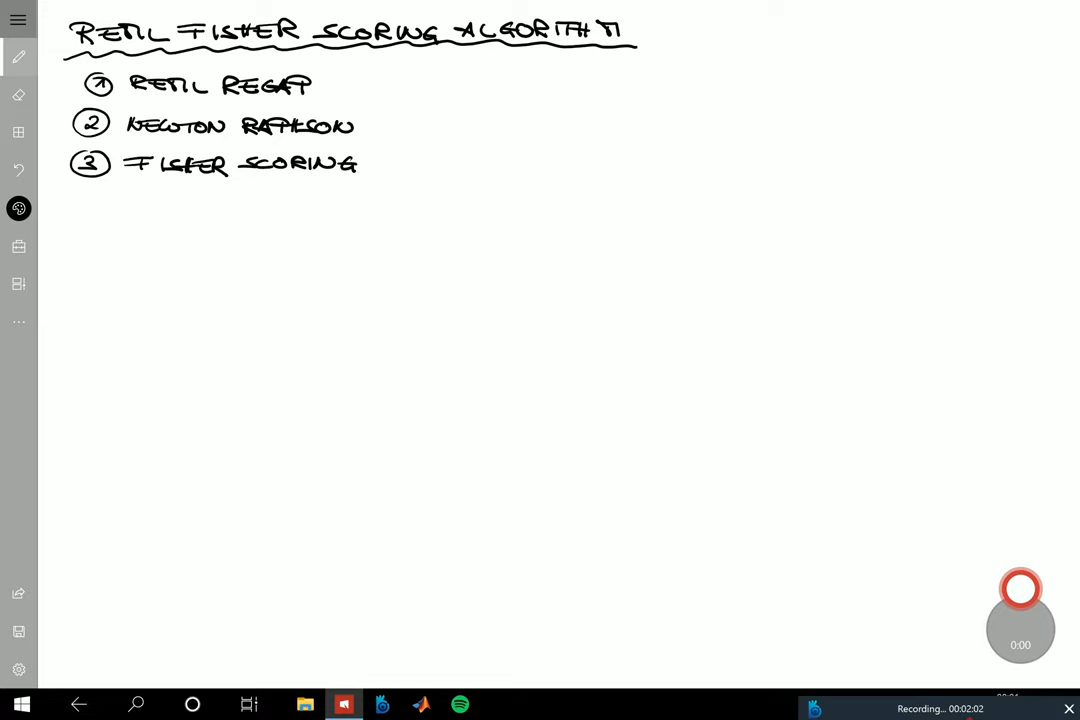 REML FISHER SCORING ALGORITHM
① REML RECAP
② NEWTON RAPHSON
③ FISHER SCORING
0:00
Recording... 00:02:02